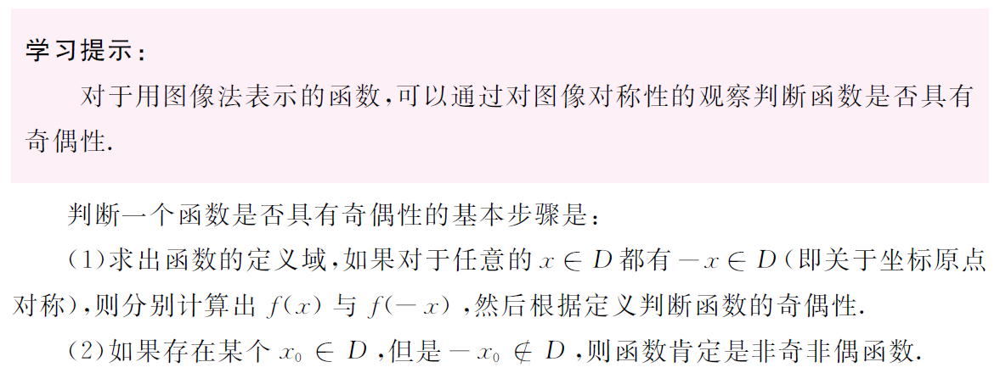 学习提示:
对于用图像法表示的函数,可以通过对图像对称性的观察判断函数是否具有
奇偶性.
判断一个函数是否具有奇偶性的基本步骤是:
(1)求出函数的定义域,如果对于任意的 x ∈ D 都有 −x ∈ D (即关于坐标原点
对称),则分别计算出 f(x) 与 f(−x) ,然后根据定义判断函数的奇偶性.
(2)如果存在某个 x₀ ∈ D ,但是 − x₀ ∉ D ,则函数肯定是非奇非偶函数.